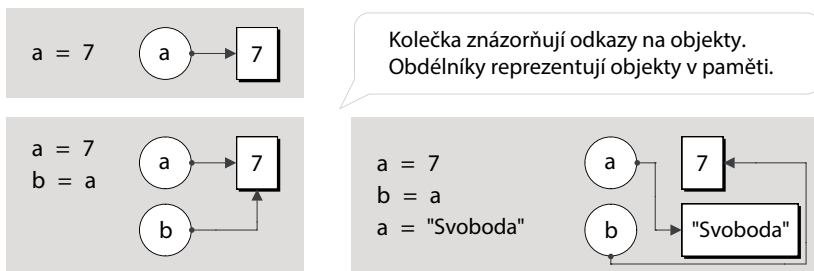 a = 7
a
7
Kolečka znázorňují odkazy na objekty.
Obdélníky reprezentují objekty v paměti.
a = 7
b = a
a
7
b
a = 7
b = a
a = "Svoboda"
a
7
b
"Svoboda"